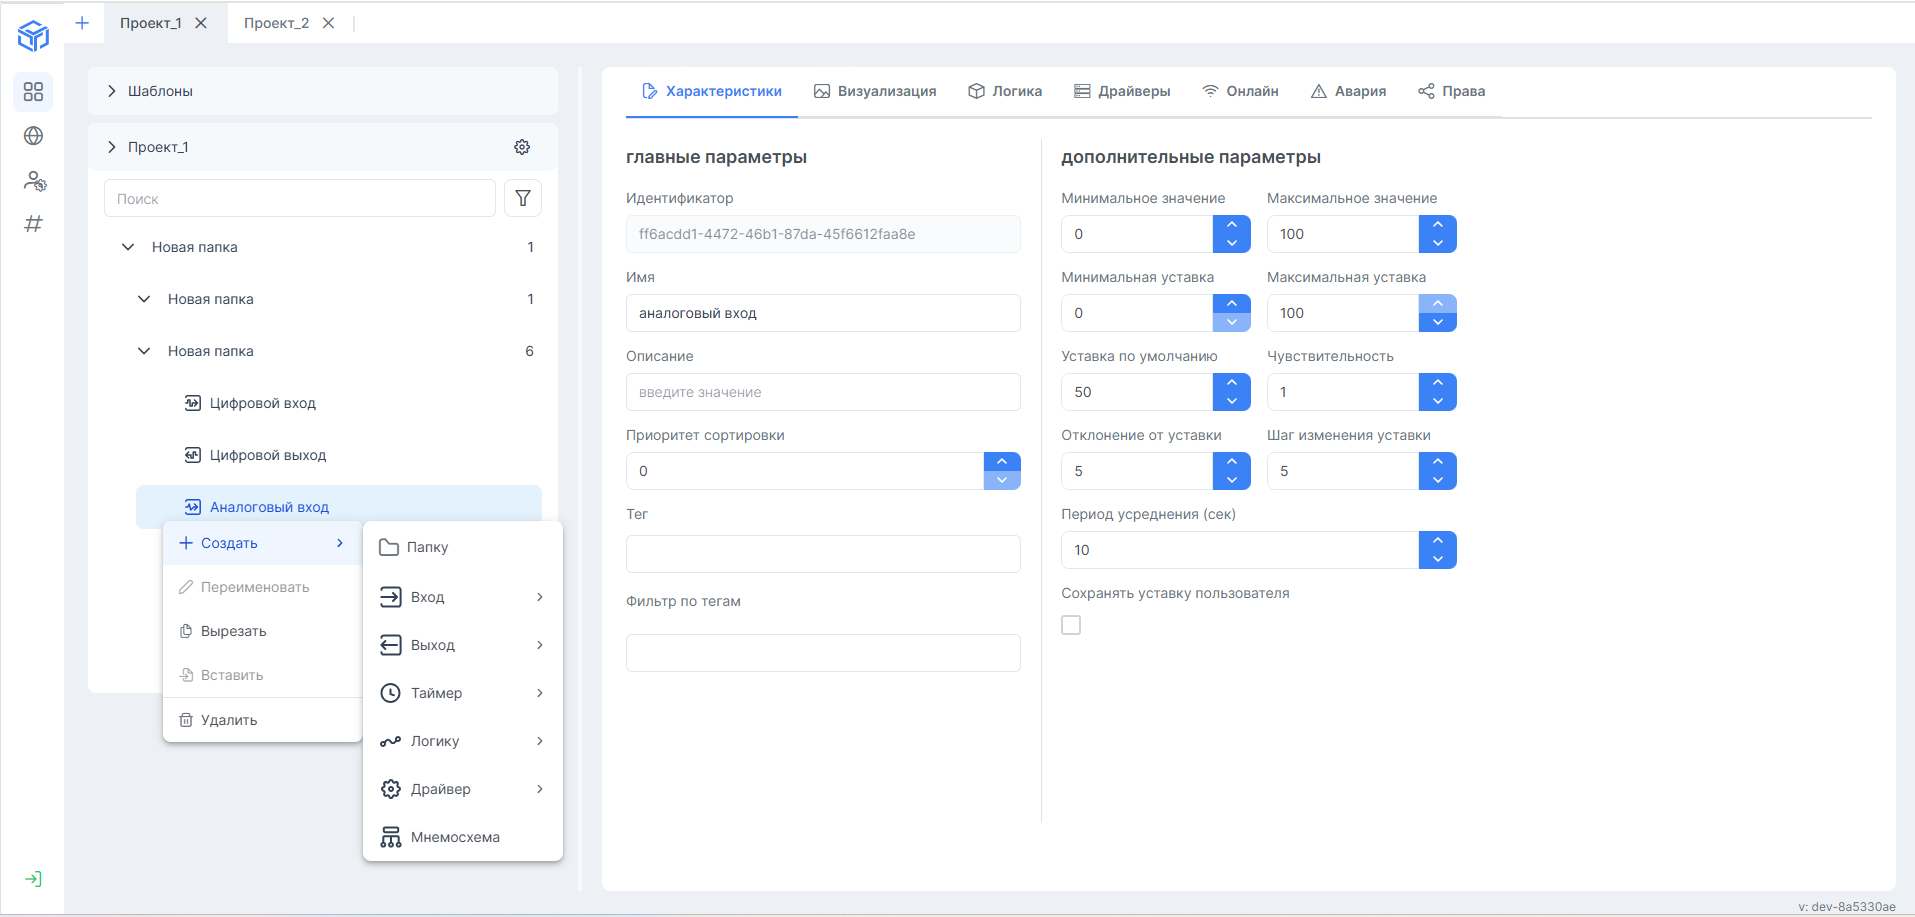 Проект_1
Проект_2
Шаблоны
Проект_1
Поиск
Новая папка 1
Новая папка 1
Новая папка 6
Цифровой вход
Цифровой выход
Аналоговый вход
Создать
Переименовать
Вырезать
Вставить
Удалить
Папку
Вход
Выход
Таймер
Логику
Драйвер
Мнемосхема
Характеристики
Визуализация
Логика
Драйверы
Онлайн
Авария
Права
главные параметры
Идентификатор
ff6acdd1-4472-46b1-87da-45f6612faa8e
Имя
аналоговый вход
Описание
введите значение
Приоритет сортировки
0
Тег
Фильтр по тегам
дополнительные параметры
Минимальное значение
0
Максимальное значение
100
Минимальная уставка
0
Максимальная уставка
100
Уставка по умолчанию
50
Чувствительность
1
Отклонение от уставки
5
Шаг изменения уставки
5
Период усреднения (сек)
10
Сохранять уставку пользователя
v: dev-8a5330ae